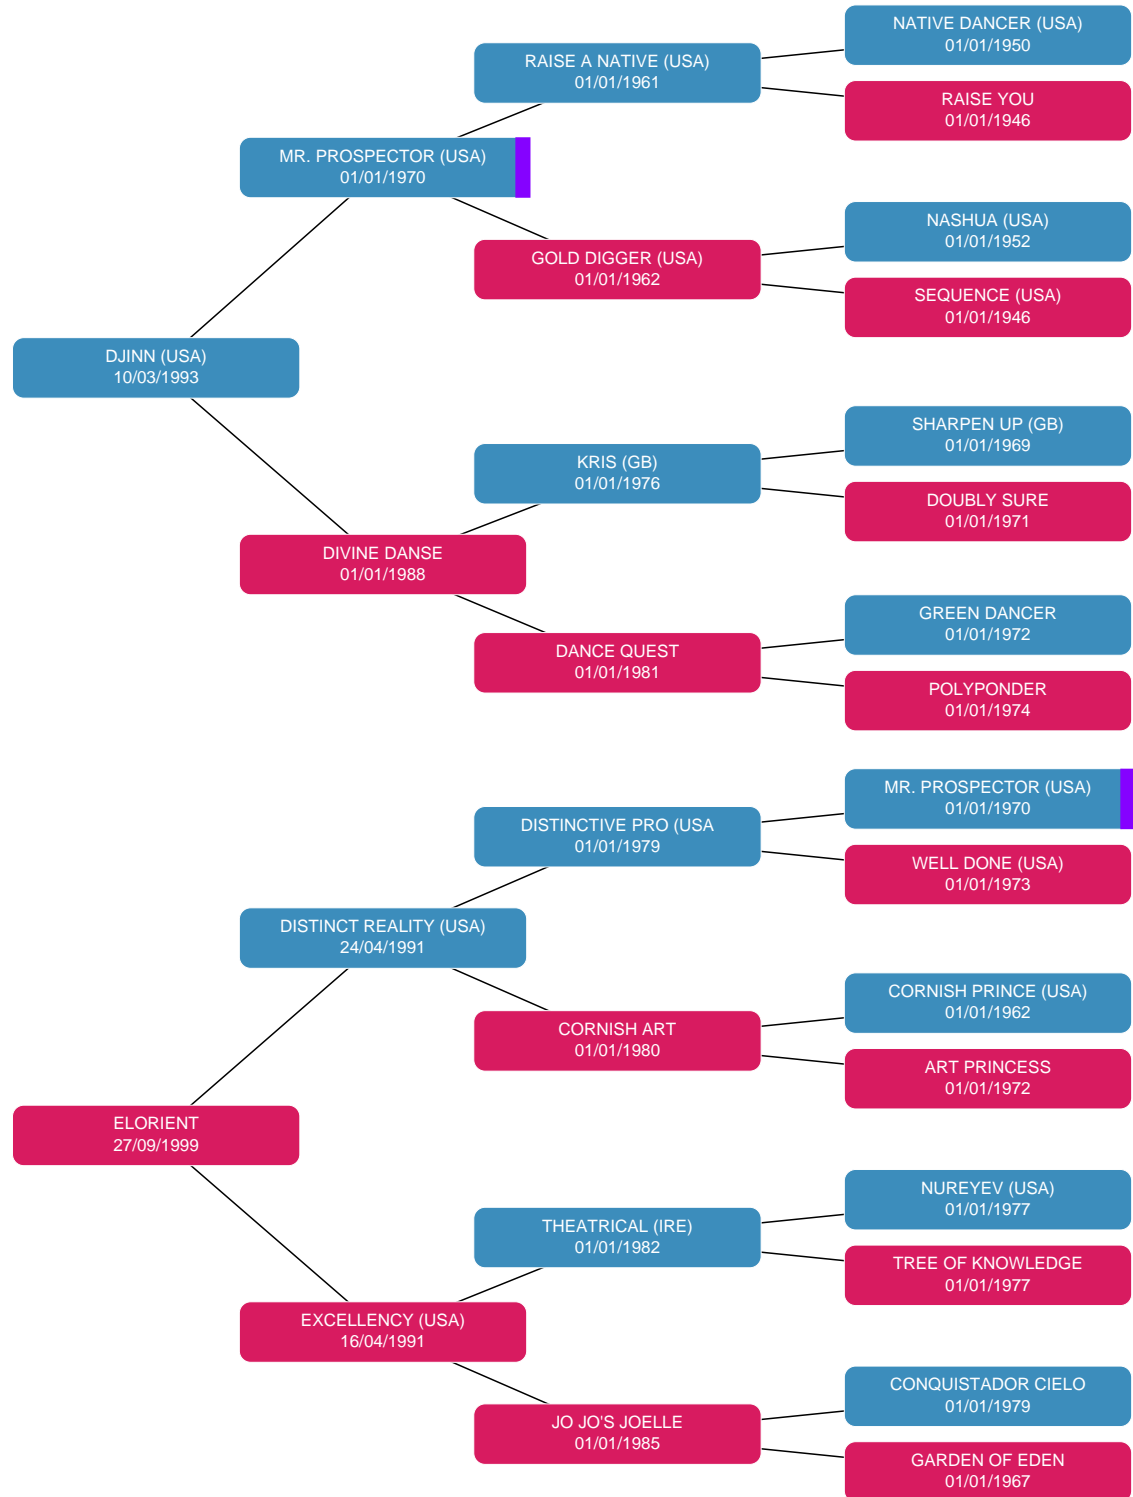 NATIVE DANCER (USA)
01/01/1950
RAISE A NATIVE (USA)
01/01/1961
RAISE YOU
01/01/1946
MR. PROSPECTOR (USA)
01/01/1970
NASHUA (USA)
01/01/1952
GOLD DIGGER (USA)
01/01/1962
SEQUENCE (USA)
01/01/1946
DJINN (USA)
10/03/1993
SHARPEN UP (GB)
01/01/1969
KRIS (GB)
01/01/1976
DOUBLY SURE
01/01/1971
DIVINE DANSE
01/01/1988
GREEN DANCER
01/01/1972
DANCE QUEST
01/01/1981
POLYPONDER
01/01/1974
MR. PROSPECTOR (USA)
01/01/1970
DISTINCTIVE PRO (USA
01/01/1979
WELL DONE (USA)
01/01/1973
DISTINCT REALITY (USA)
24/04/1991
CORNISH PRINCE (USA)
01/01/1962
CORNISH ART
01/01/1980
ART PRINCESS
01/01/1972
ELORIENT
27/09/1999
NUREYEV (USA)
01/01/1977
THEATRICAL (IRE)
01/01/1982
TREE OF KNOWLEDGE
01/01/1977
EXCELLENCY (USA)
16/04/1991
CONQUISTADOR CIELO
01/01/1979
JO JO'S JOELLE
01/01/1985
GARDEN OF EDEN
01/01/1967